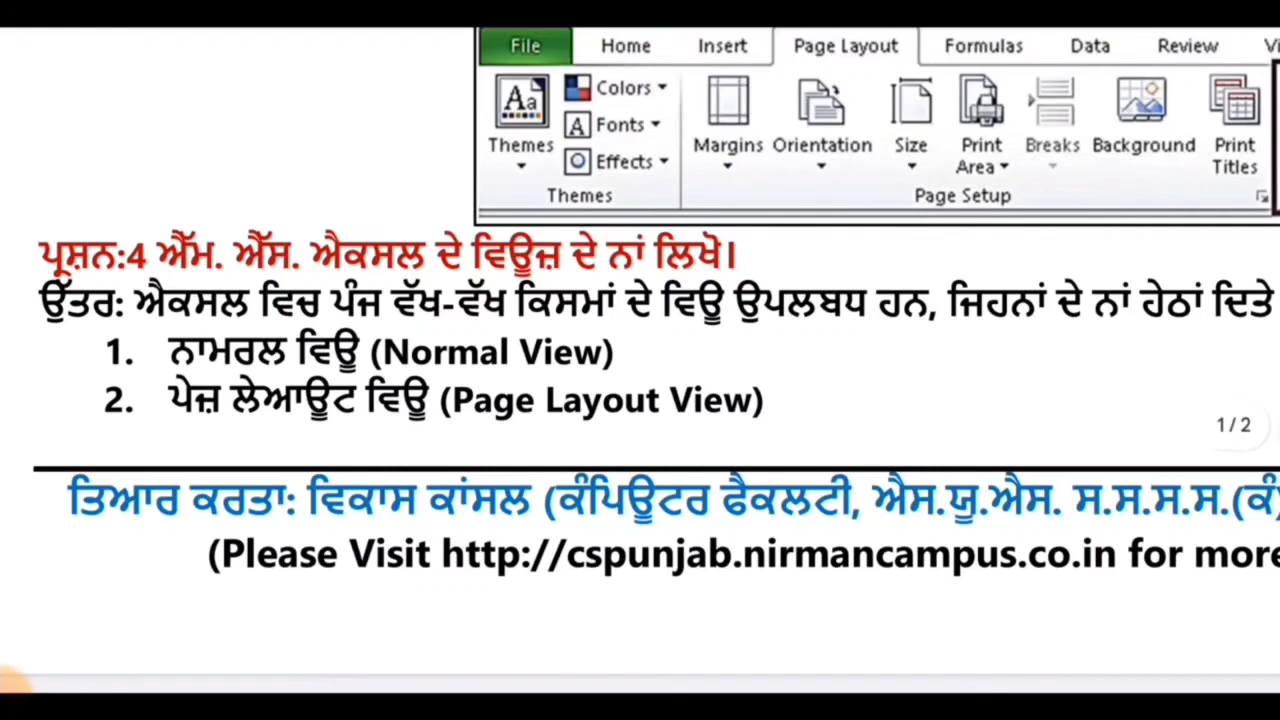 File Home Insert Page Layout Formulas Data Review
Colors
Fonts
Effects
Themes Margins Orientation Size Print Area Breaks Background Print Titles
Themes Page Setup
ਪ੍ਰਸ਼ਨ:4 ਐੱਮ. ਐੱਸ. ਐਕਸਲ ਦੇ ਵਿਊਜ਼ ਦੇ ਨਾਂ ਲਿਖੋ।
ਉੱਤਰ: ਐਕਸਲ ਵਿਚ ਪੰਜ ਵੱਖ-ਵੱਖ ਕਿਸਮਾਂ ਦੇ ਵਿਊ ਉਪਲਬਧ ਹਨ, ਜਿਹਨਾਂ ਦੇ ਨਾਂ ਹੇਠਾਂ ਦਿਤੇ
1. ਨਾਮਰਲ ਵਿਊ (Normal View)
2. ਪੇਜ਼ ਲੇਆਊਟ ਵਿਊ (Page Layout View)
1/2
ਤਿਆਰ ਕਰਤਾ: ਵਿਕਾਸ ਕਾਂਸਲ (ਕੰਪਿਊਟਰ ਫੈਕਲਟੀ, ਐਸ.ਯੂ.ਐਸ. ਸ.ਸ.ਸ.ਸ.(ਕੰ)
(Please Visit http://cspunjab.nirmancampus.co.in for more